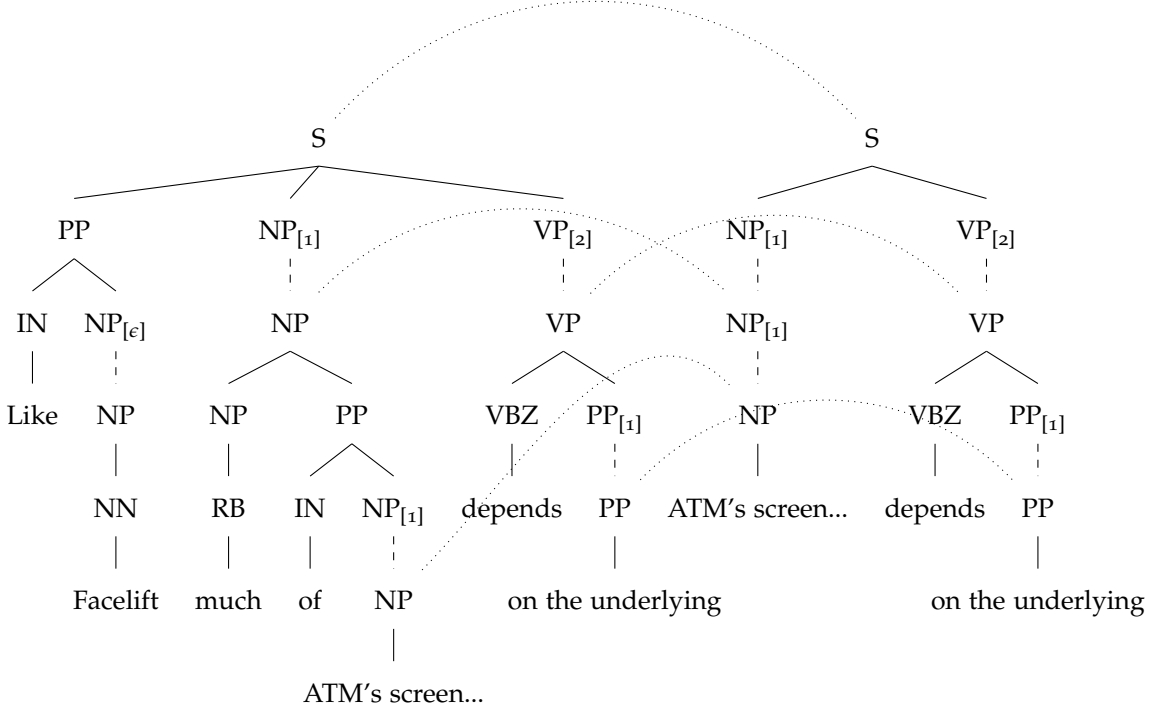 S S
PP NP[1] VP[2] NP[1] VP[2]
IN NP[ϵ] NP VP NP[1] VP
Like NP NP PP VBZ PP[1] NP VBZ PP[1]
NN RB IN NP[1] depends PP ATM's screen... depends PP
Facelift much of NP on the underlying on the underlying
ATM's screen...